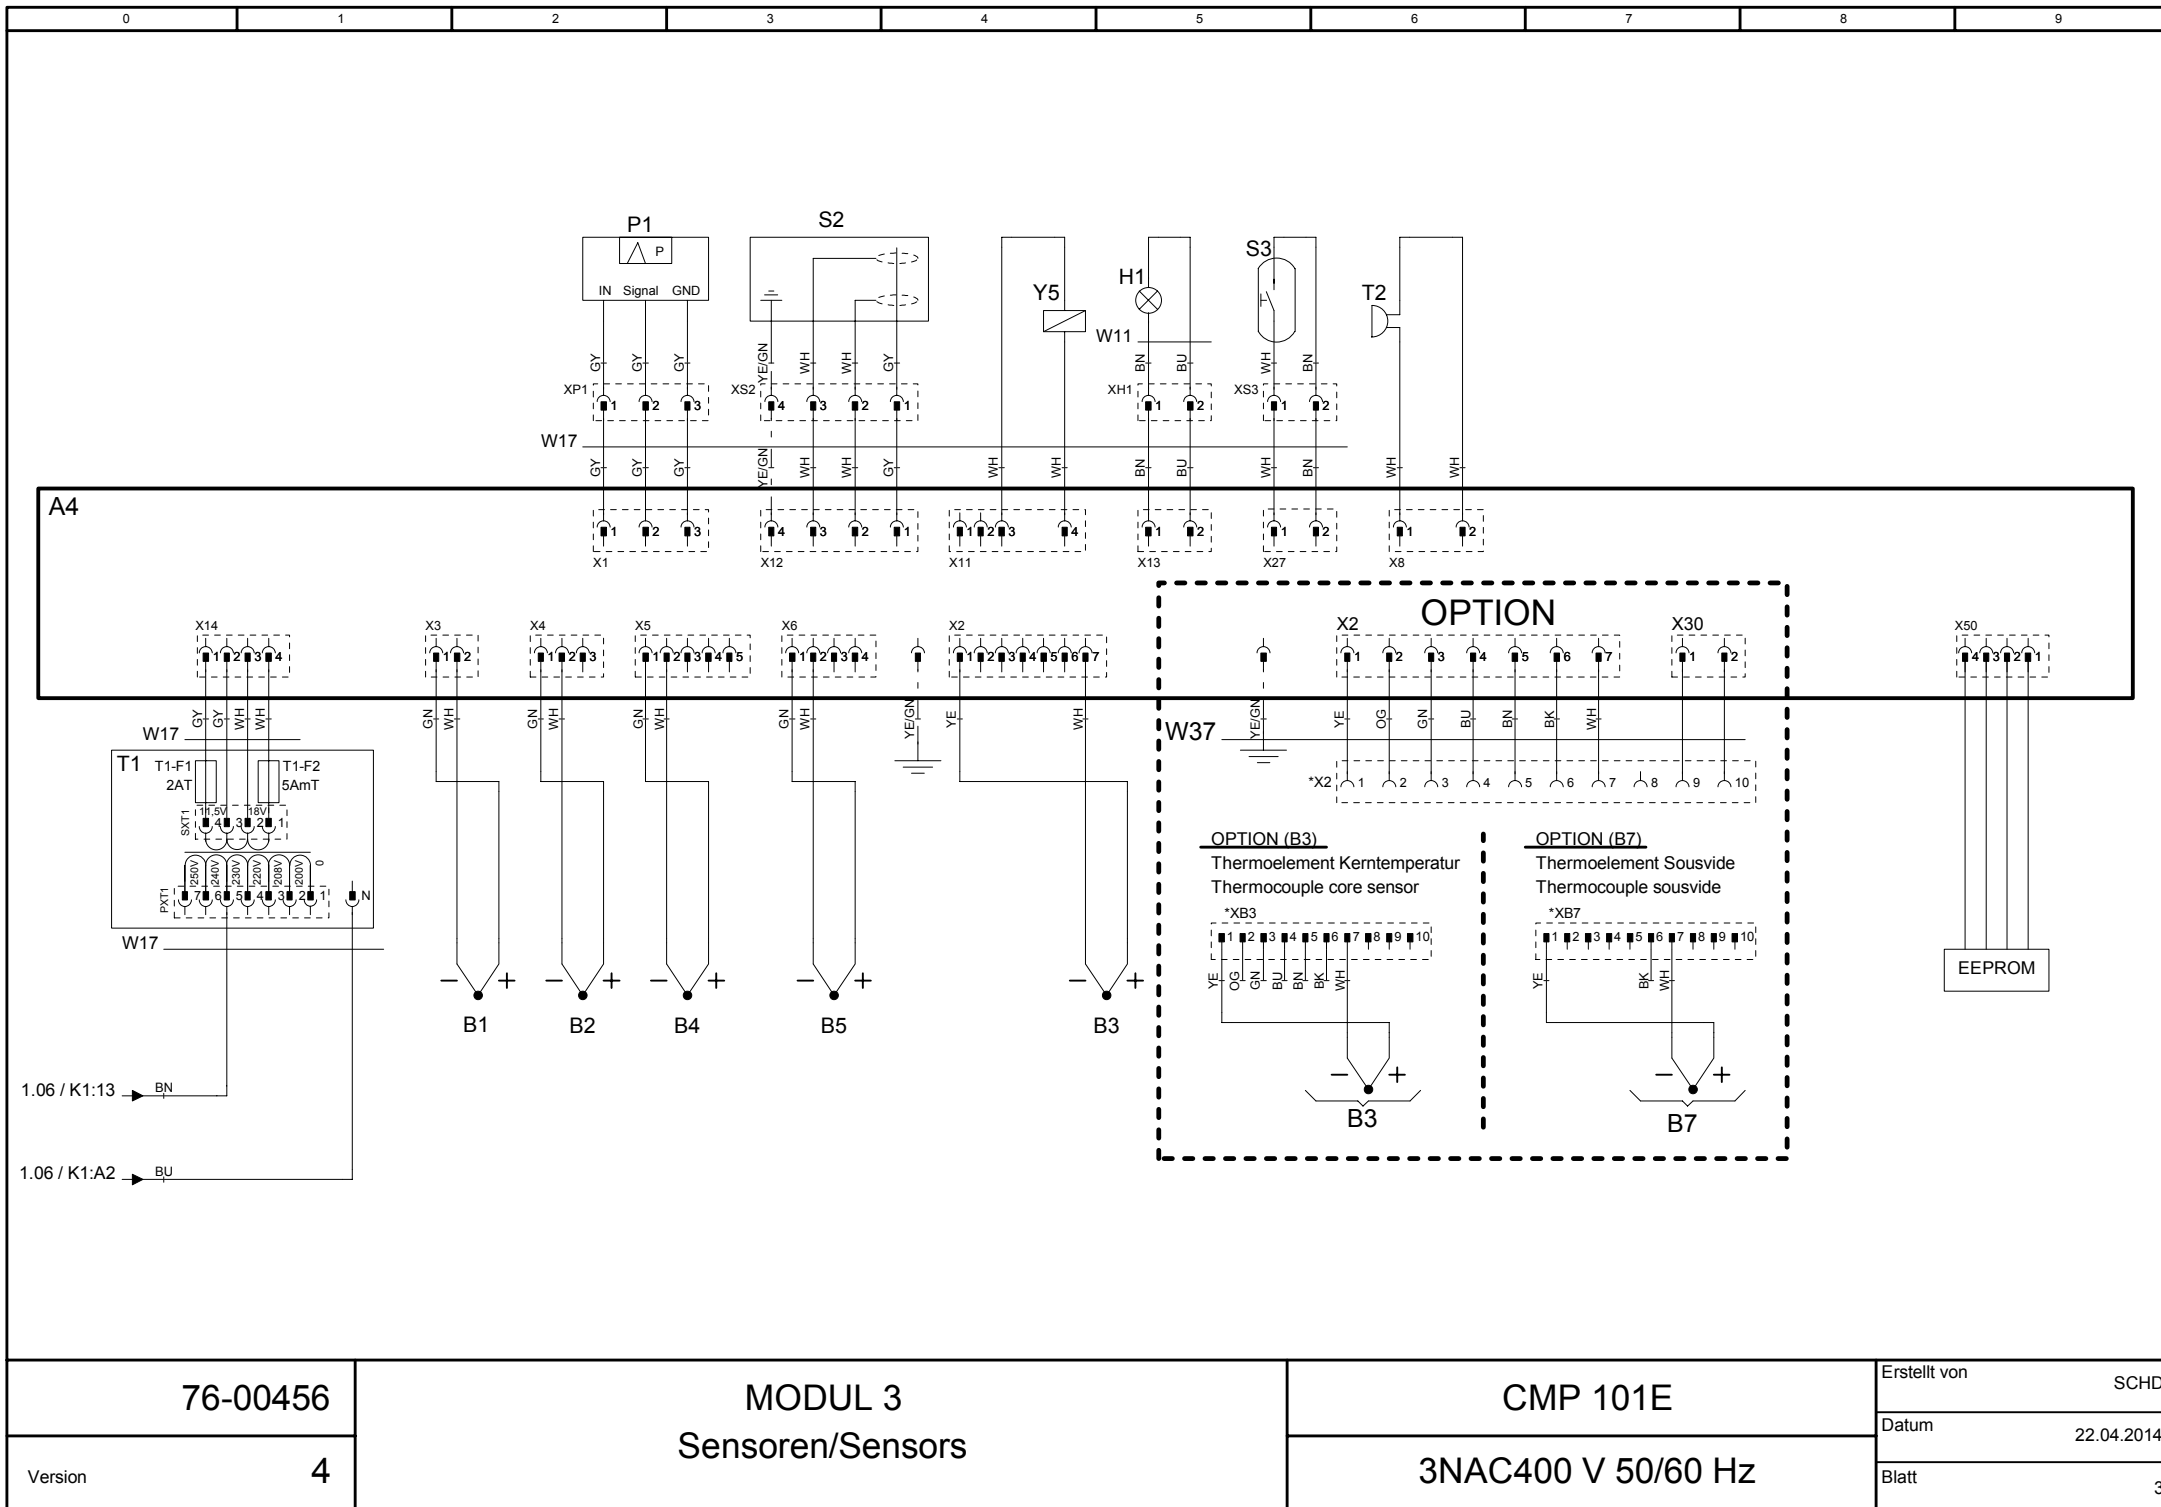 0 1 2 3 4 5 6 7 8 9
P1 S2
P
IN Signal GND
S3
H1
Y5 T2
W11
GY GY GY YE/GN WH WH GY BN BU WH BN
XP1 XS2 XH1 XS3
1 2 3 4 3 2 1 1 2 1 2
W17
GY GY GY YE/GN WH WH GY WH WH BN BU WH BN WH WH
A4
1 2 3 4 3 2 1 1 2 3 4 1 2 1 2 1 2
X1 X12 X11 X13 X27 X8
OPTION
X14 X3 X4 X5 X6 X2 X2 X30 X50
1 2 3 4 1 2 1 2 3 1 2 3 4 5 1 2 3 4 1 2 3 4 5 6 7 1 2 3 4 5 6 7 1 2 4 3 2 1
GY GY WH WH GN WH GN WH GN WH GN WH YE/GN YE WH YE/GN YE OG GN BU BN BK WH
W17 W37
T1 T1-F1 T1-F2
2AT 5AmT
*X2 1 2 3 4 5 6 7 8 9 10
11,5V 18V
SXT1 4 3 2 1
250V 240V 230V 220V 208V 200V 0
PXT1 7 6 5 4 3 2 1 N
W17
OPTION (B3)
Thermoelement Kerntemperatur
Thermocouple core sensor
*XB3
1 2 3 4 5 6 7 8 9 10
YE OG GN BU BN BK WH
− +
B3
OPTION (B7)
Thermoelement Sousvide
Thermocouple sousvide
*XB7
1 2 3 4 5 6 7 8 9 10
YE BK WH
− +
B7
EEPROM
− + − + − + − + − +
B1 B2 B4 B5 B3
1.06 / K1:13 BN
1.06 / K1:A2 BU
76-00456
Version 4
MODUL 3
Sensoren/Sensors
CMP 101E
3NAC400 V 50/60 Hz
Erstellt von SCHD
Datum 22.04.2014
Blatt 3